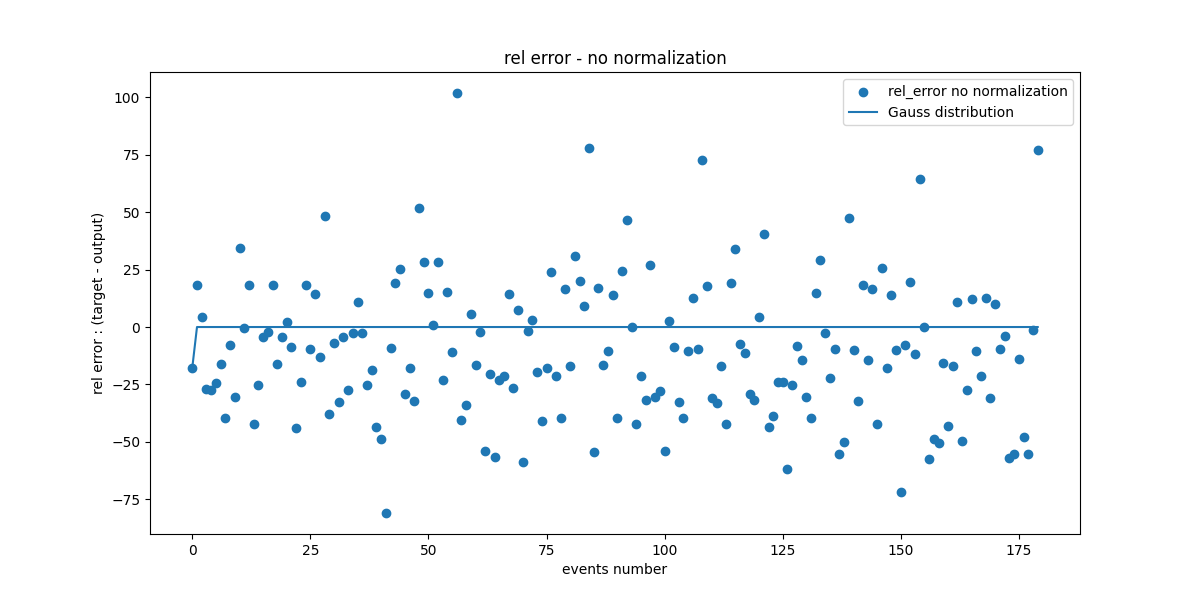 rel error - no normalization
rel_error no normalization
Gauss distribution
rel error : (target - output)
100
75
50
25
0
−25
−50
−75
0 25 50 75 100 125 150 175
events number